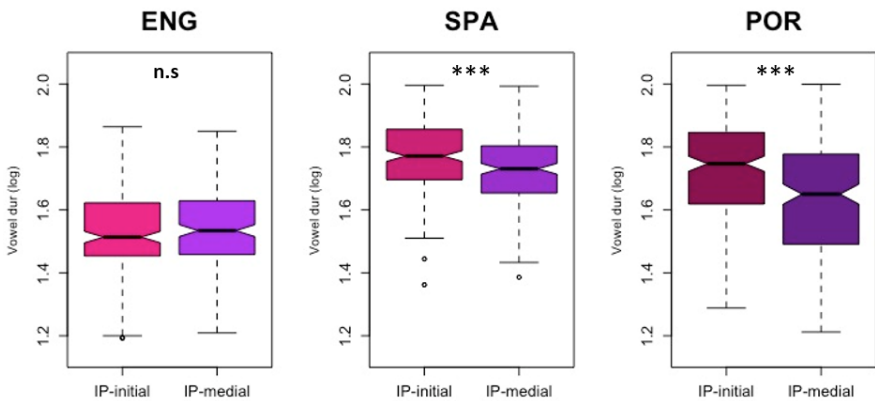 ENG
n.s
Vowel dur (log)
2.0
1.8
1.6
1.4
1.2
IP-initial IP-medial
SPA
***
Vowel dur (log)
2.0
1.8
1.6
1.4
1.2
IP-initial IP-medial
POR
***
Vowel dur (log)
2.0
1.8
1.6
1.4
1.2
IP-initial IP-medial